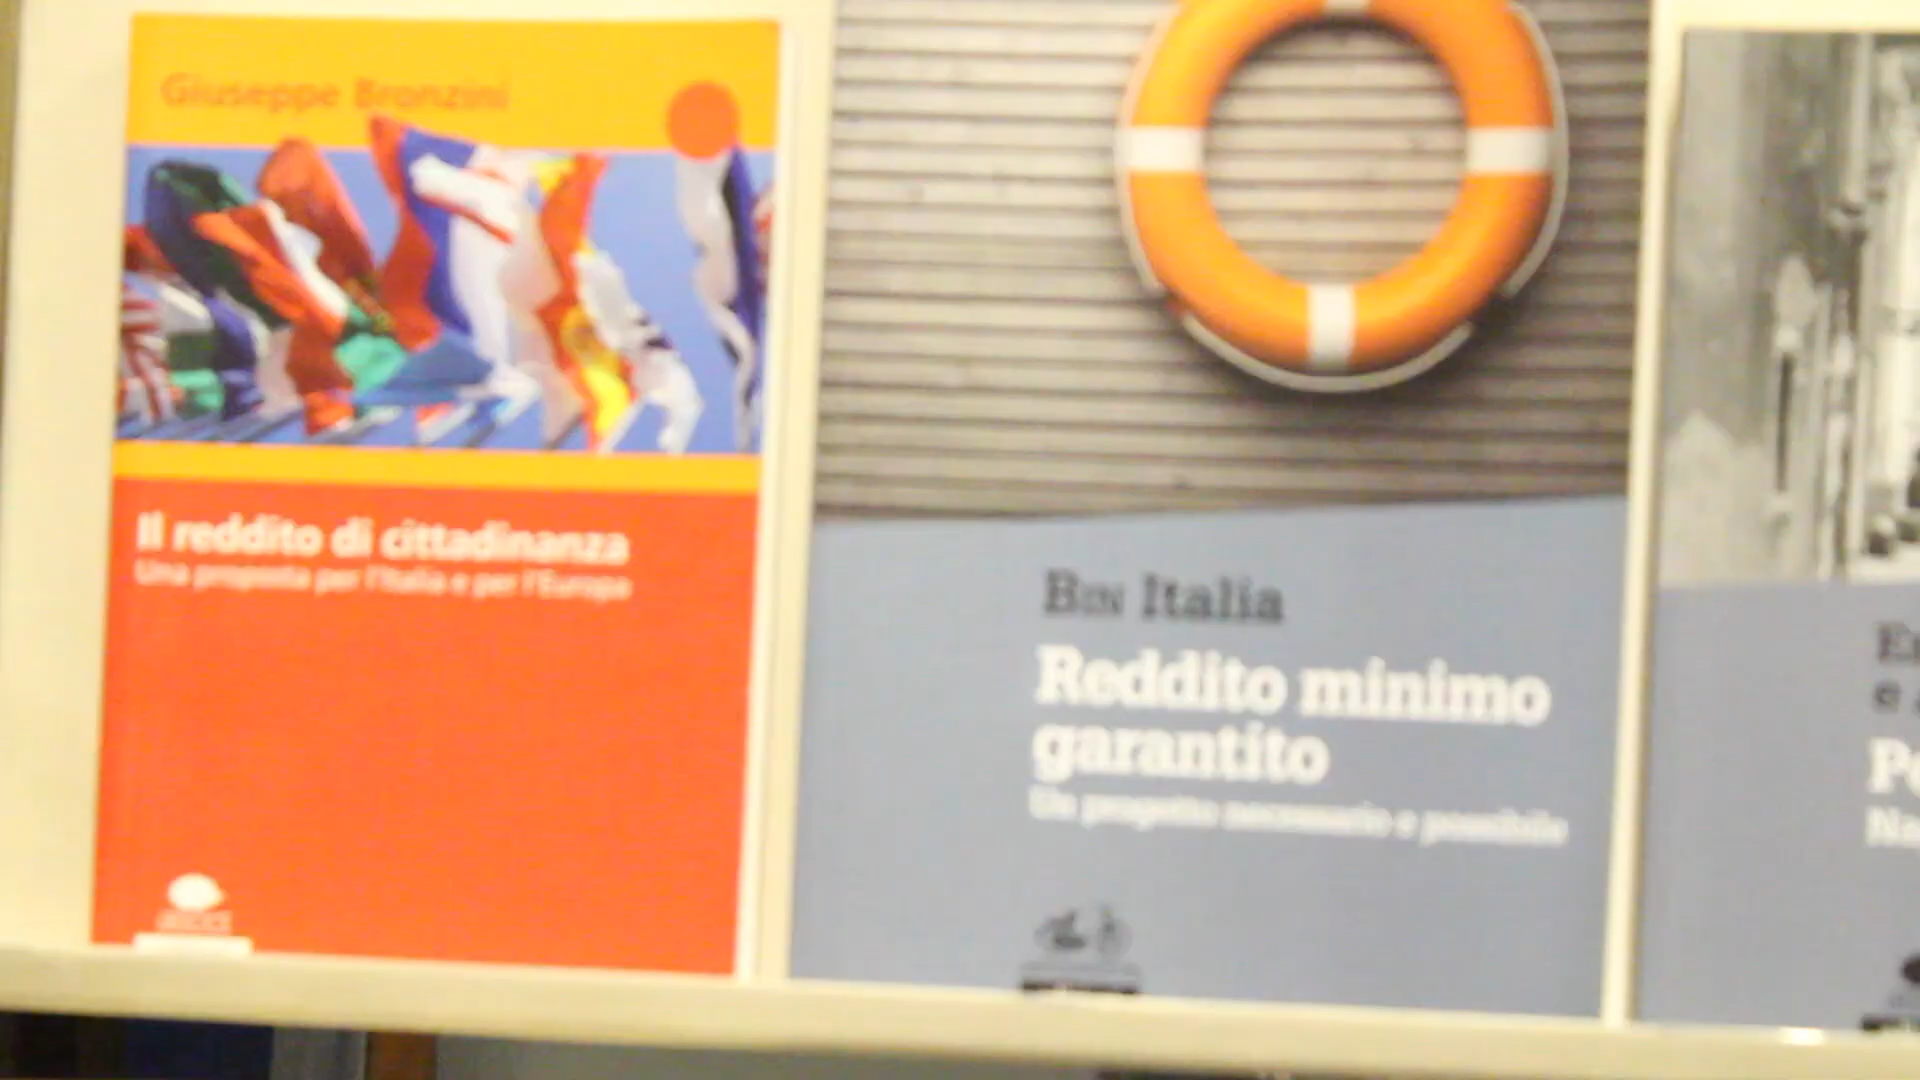 Giuseppe Bronzini
Il reddito di cittadinanza
Una proposta per l'Italia e per l'Europa
BIN Italia
Reddito minimo
garantito
Un progetto necessario e possibile
e